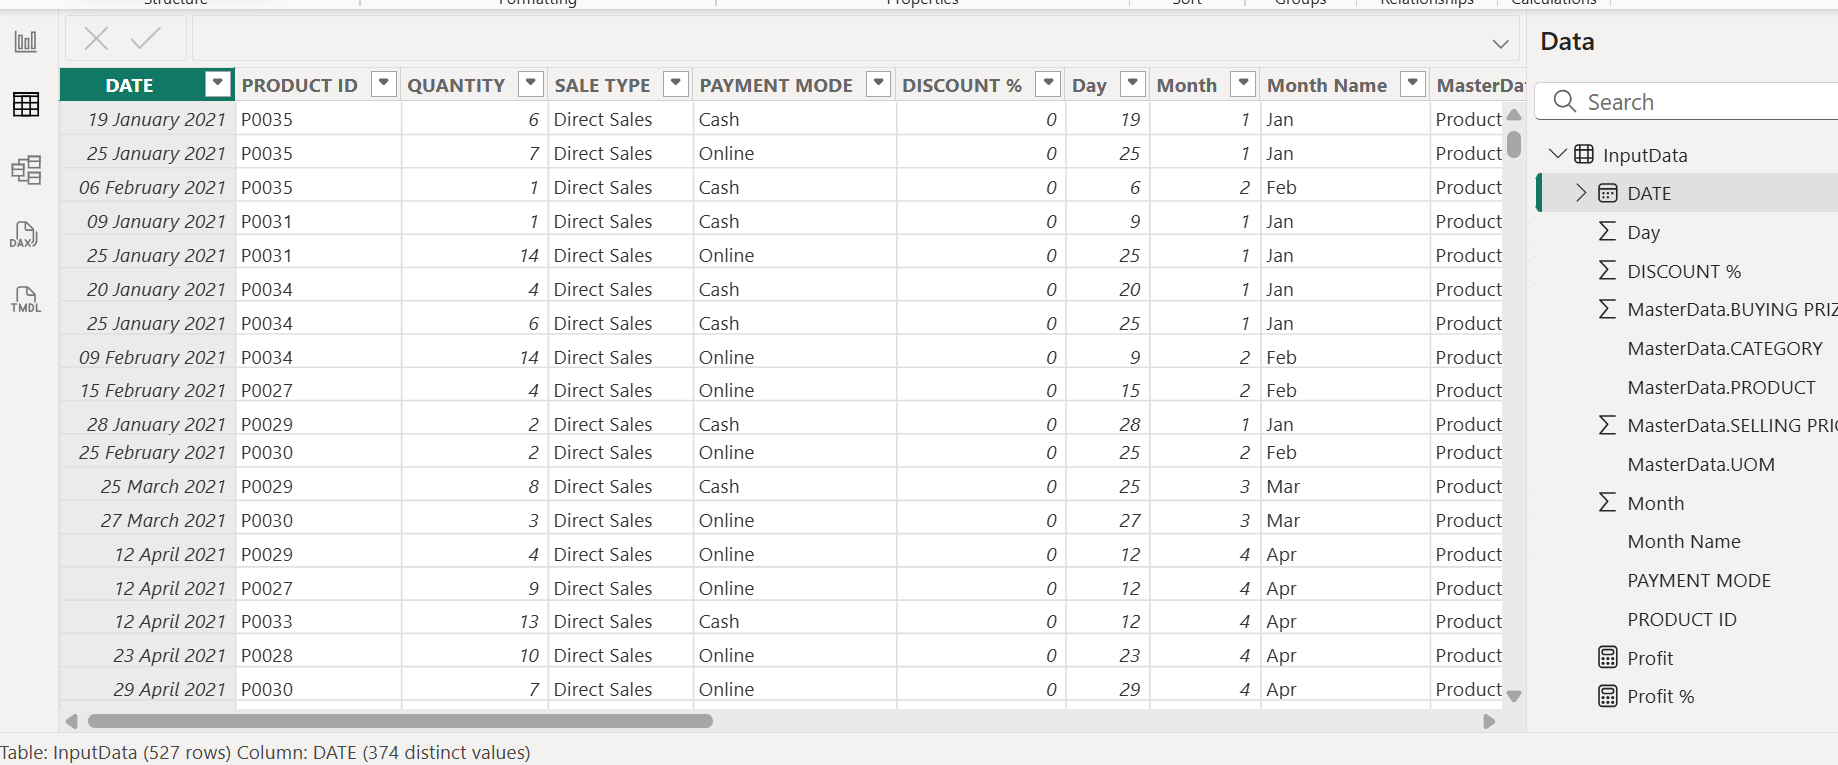 Structure Formatting Properties Sort Groups Relationships Calculations
Data
DATE PRODUCT ID QUANTITY SALE TYPE PAYMENT MODE DISCOUNT % Day Month Month Name MasterDat
Search
19 January 2021 P0035 6 Direct Sales Cash 0 19 1 Jan Product
25 January 2021 P0035 7 Direct Sales Online 0 25 1 Jan Product
06 February 2021 P0035 1 Direct Sales Cash 0 6 2 Feb Product
09 January 2021 P0031 1 Direct Sales Cash 0 9 1 Jan Product
25 January 2021 P0031 14 Direct Sales Online 0 25 1 Jan Product
20 January 2021 P0034 4 Direct Sales Cash 0 20 1 Jan Product
25 January 2021 P0034 6 Direct Sales Cash 0 25 1 Jan Product
09 February 2021 P0034 14 Direct Sales Online 0 9 2 Feb Product
15 February 2021 P0027 4 Direct Sales Online 0 15 2 Feb Product
28 January 2021 P0029 2 Direct Sales Cash 0 28 1 Jan Product
25 February 2021 P0030 2 Direct Sales Online 0 25 2 Feb Product
25 March 2021 P0029 8 Direct Sales Cash 0 25 3 Mar Product
27 March 2021 P0030 3 Direct Sales Online 0 27 3 Mar Product
12 April 2021 P0029 4 Direct Sales Online 0 12 4 Apr Product
12 April 2021 P0027 9 Direct Sales Online 0 12 4 Apr Product
12 April 2021 P0033 13 Direct Sales Cash 0 12 4 Apr Product
23 April 2021 P0028 10 Direct Sales Online 0 23 4 Apr Product
29 April 2021 P0030 7 Direct Sales Online 0 29 4 Apr Product
InputData
DATE
Day
DISCOUNT %
MasterData.BUYING PRIZ
MasterData.CATEGORY
MasterData.PRODUCT
MasterData.SELLING PRIC
MasterData.UOM
Month
Month Name
PAYMENT MODE
PRODUCT ID
Profit
Profit %
DAX
TMDL
Table: InputData (527 rows) Column: DATE (374 distinct values)